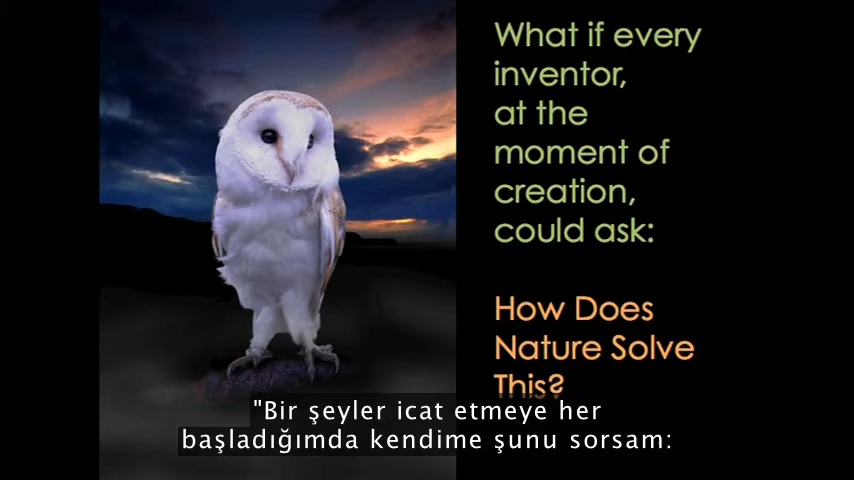 What if every
inventor,
at the
moment of
creation,
could ask:
How Does
Nature Solve
This?
"Bir şeyler icat etmeye her
başladığımda kendime şunu sorsam: